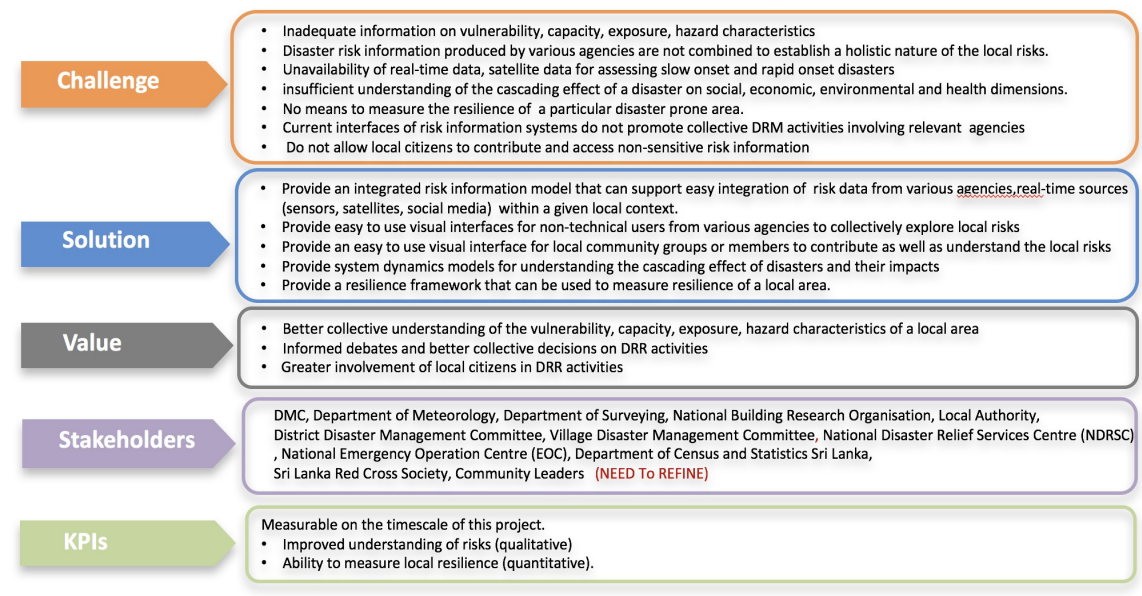 Challenge
• Inadequate information on vulnerability, capacity, exposure, hazard characteristics
• Disaster risk information produced by various agencies are not combined to establish a holistic nature of the local risks.
• Unavailability of real-time data, satellite data for assessing slow onset and rapid onset disasters
• insufficient understanding of the cascading effect of a disaster on social, economic, environmental and health dimensions.
• No means to measure the resilience of a particular disaster prone area.
• Current interfaces of risk information systems do not promote collective DRM activities involving relevant agencies
• Do not allow local citizens to contribute and access non-sensitive risk information
Solution
• Provide an integrated risk information model that can support easy integration of risk data from various agencies,real-time sources
(sensors, satellites, social media) within a given local context.
• Provide easy to use visual interfaces for non-technical users from various agencies to collectively explore local risks
• Provide an easy to use visual interface for local community groups or members to contribute as well as understand the local risks
• Provide system dynamics models for understanding the cascading effect of disasters and their impacts
• Provide a resilience framework that can be used to measure resilience of a local area.
Value
• Better collective understanding of the vulnerability, capacity, exposure, hazard characteristics of a local area
• Informed debates and better collective decisions on DRR activities
• Greater involvement of local citizens in DRR activities
Stakeholders
DMC, Department of Meteorology, Department of Surveying, National Building Research Organisation, Local Authority,
District Disaster Management Committee, Village Disaster Management Committee, National Disaster Relief Services Centre (NDRSC)
, National Emergency Operation Centre (EOC), Department of Census and Statistics Sri Lanka,
Sri Lanka Red Cross Society, Community Leaders (NEED To REFINE)
KPIs
Measurable on the timescale of this project.
• Improved understanding of risks (qualitative)
• Ability to measure local resilience (quantitative).